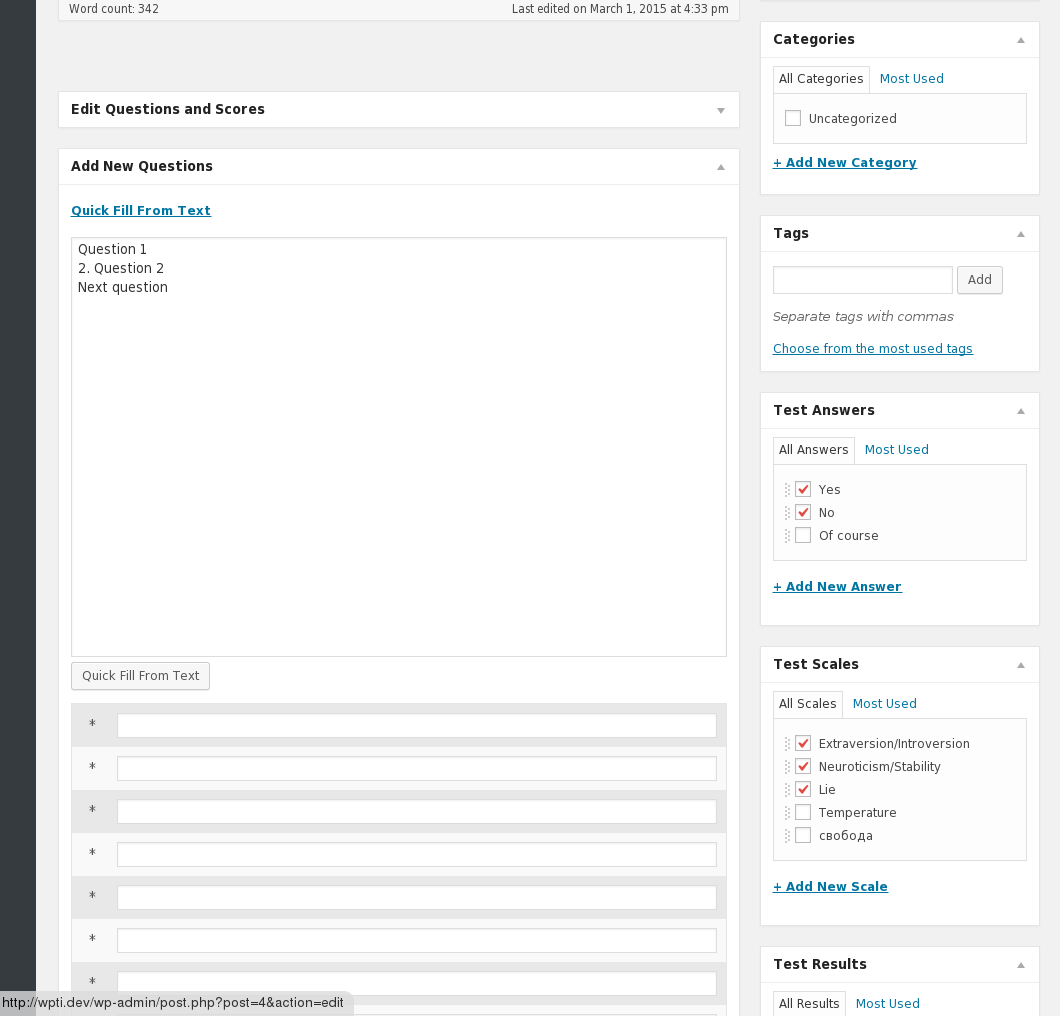 Word count: 342
Last edited on March 1, 2015 at 4:33 pm
Edit Questions and Scores
Add New Questions
Quick Fill From Text
Question 1
2. Question 2
Next question
Quick Fill From Text
*
*
*
*
*
*
*
http://wpti.dev/wp-admin/post.php?post=4&action=edit
Categories
All Categories Most Used
Uncategorized
+ Add New Category
Tags
Add
Separate tags with commas
Choose from the most used tags
Test Answers
All Answers Most Used
Yes
No
Of course
+ Add New Answer
Test Scales
All Scales Most Used
Extraversion/Introversion
Neuroticism/Stability
Lie
Temperature
свобода
+ Add New Scale
Test Results
All Results Most Used